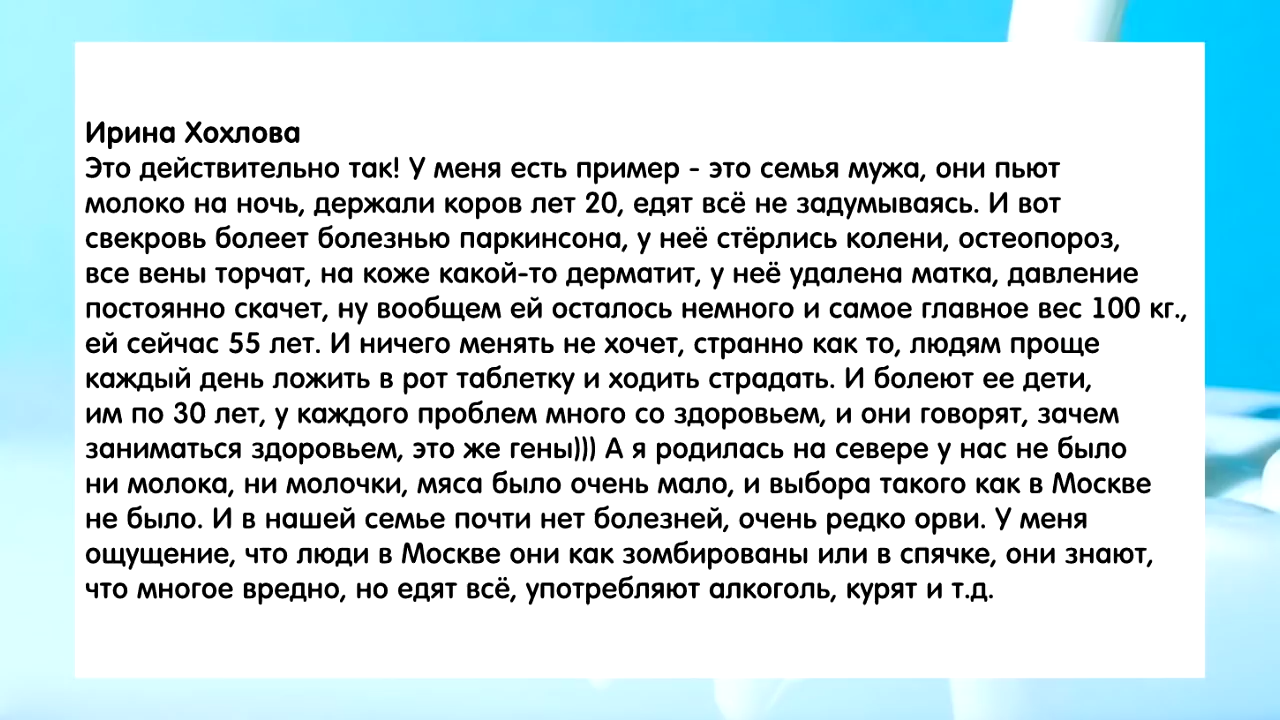 Ирина Хохлова
Это действительно так! У меня есть пример - это семья мужа, они пьют
молоко на ночь, держали коров лет 20, едят всё не задумываясь. И вот
свекровь болеет болезнью паркинсона, у неё стёрлись колени, остеопороз,
все вены торчат, на коже какой-то дерматит, у неё удалена матка, давление
постоянно скачет, ну вообщем ей осталось немного и самое главное вес 100 кг.,
ей сейчас 55 лет. И ничего менять не хочет, странно как то, людям проще
каждый день ложить в рот таблетку и ходить страдать. И болеют ее дети,
им по 30 лет, у каждого проблем много со здоровьем, и они говорят, зачем
заниматься здоровьем, это же гены))) А я родилась на севере у нас не было
ни молока, ни молочки, мяса было очень мало, и выбора такого как в Москве
не было. И в нашей семье почти нет болезней, очень редко орви. У меня
ощущение, что люди в Москве они как зомбированы или в спячке, они знают,
что многое вредно, но едят всё, употребляют алкоголь, курят и т.д.